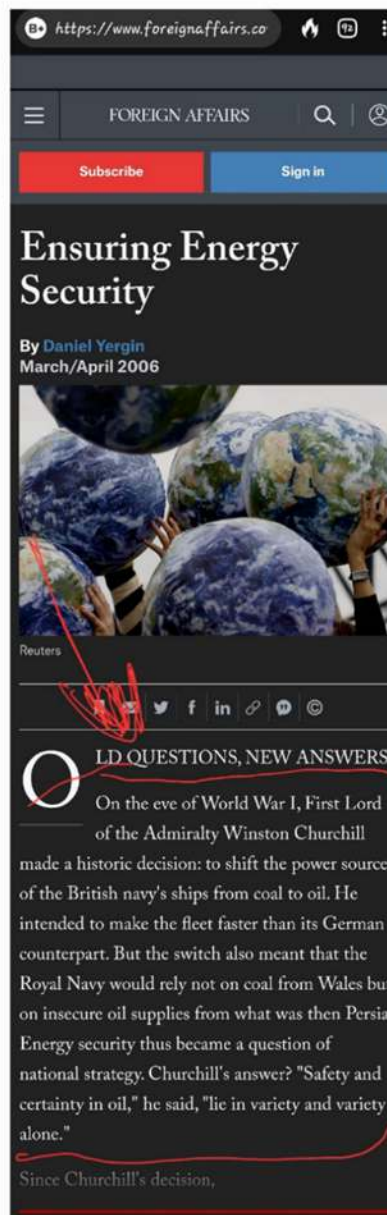 https://www.foreignaffairs.co
92
FOREIGN AFFAIRS
Subscribe
Sign in
Ensuring Energy
Security
By Daniel Yergin
March/April 2006
Reuters
OLD QUESTIONS, NEW ANSWERS
On the eve of World War I, First Lord
of the Admiralty Winston Churchill
made a historic decision: to shift the power source
of the British navy's ships from coal to oil. He
intended to make the fleet faster than its German
counterpart. But the switch also meant that the
Royal Navy would rely not on coal from Wales bu
on insecure oil supplies from what was then Persia
Energy security thus became a question of
national strategy. Churchill's answer? "Safety and
certainty in oil," he said, "lie in variety and variety
alone."
Since Churchill's decision,